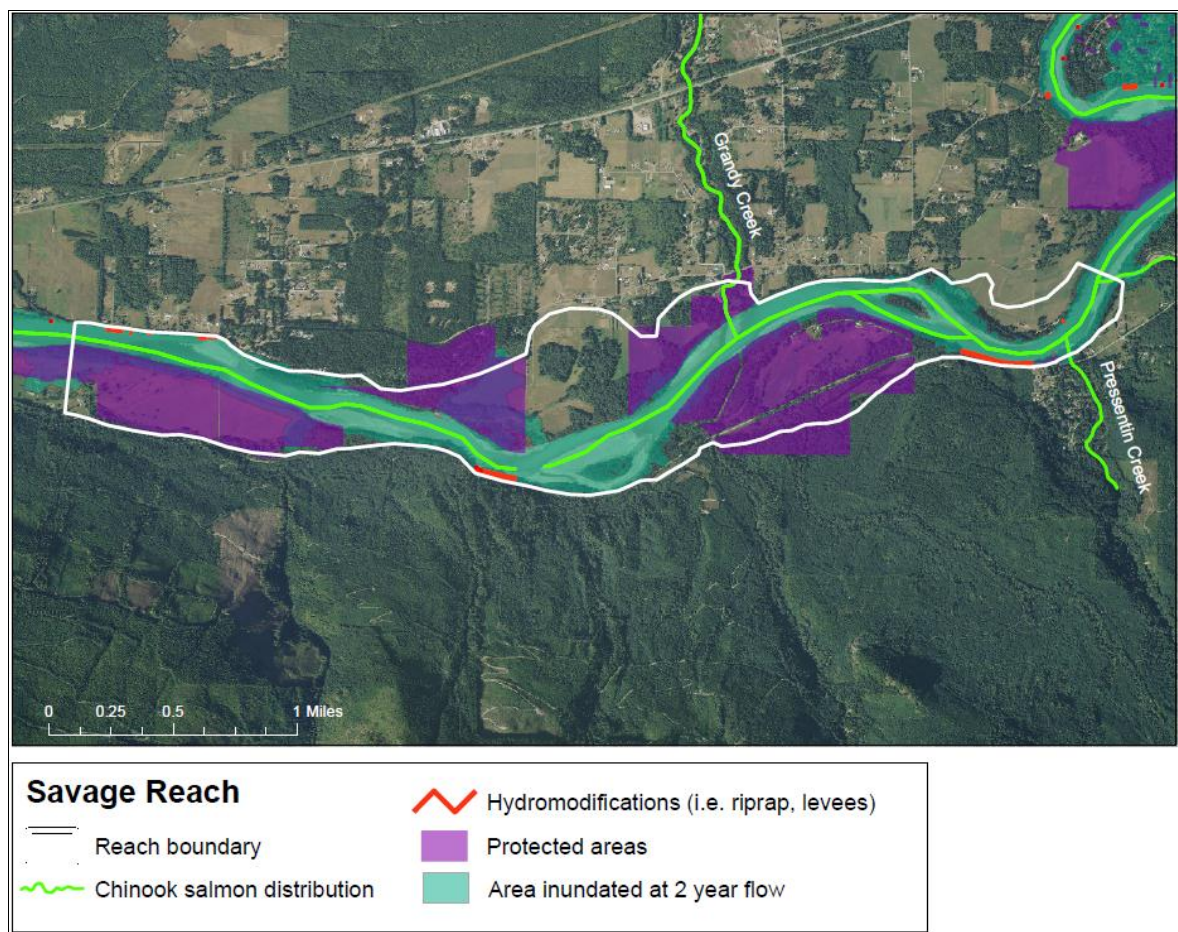 Grandy Creek
Pressentin Creek
0 0.25 0.5 1 Miles
Savage Reach
Reach boundary
Chinook salmon distribution
Hydromodifications (i.e. riprap, levees)
Protected areas
Area inundated at 2 year flow